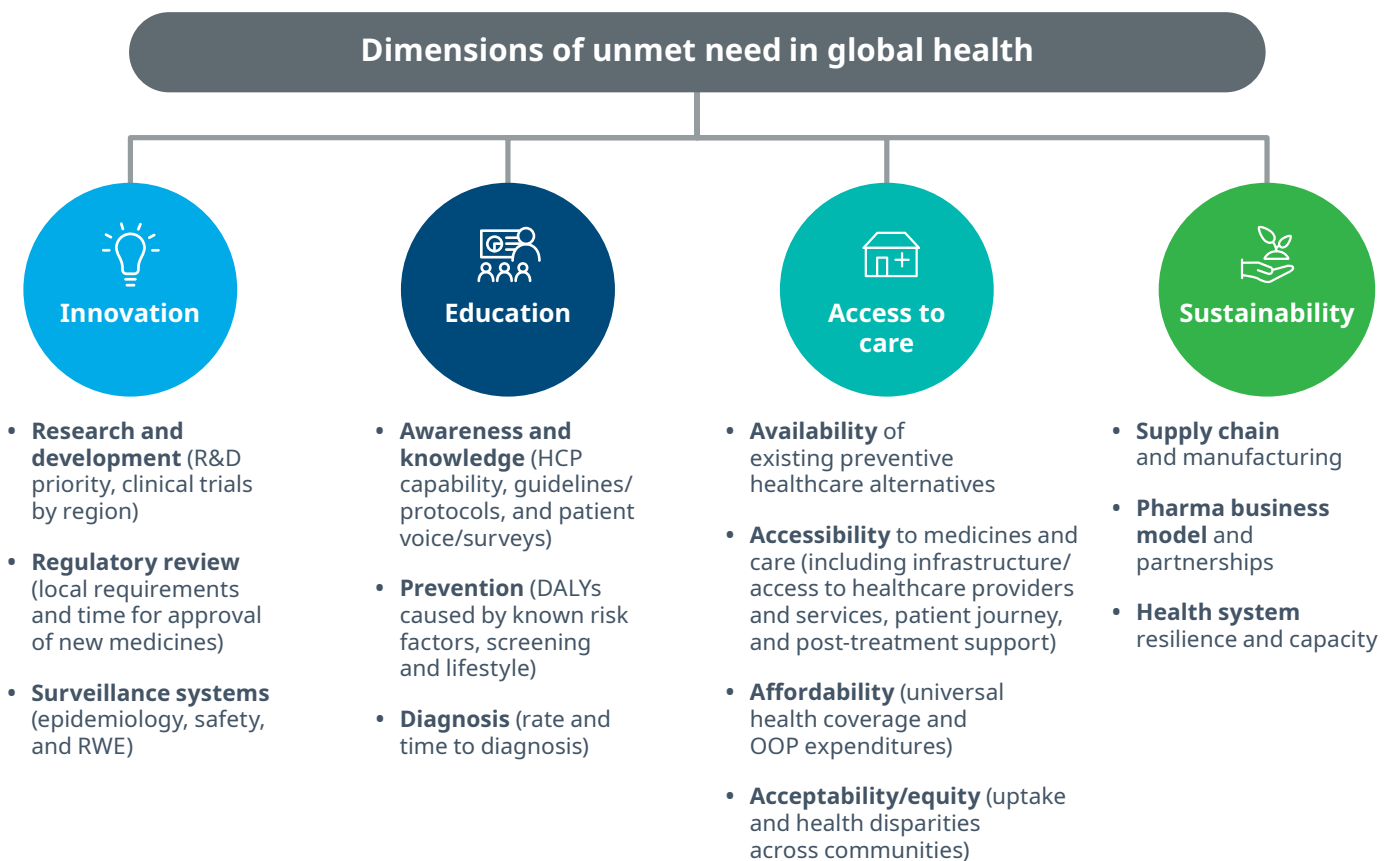 Dimensions of unmet need in global health
Innovation
• Research and
development (R&D
priority, clinical trials
by region)
• Regulatory review
(local requirements
and time for approval
of new medicines)
• Surveillance systems
(epidemiology, safety,
and RWE)
Education
• Awareness and
knowledge (HCP
capability, guidelines/
protocols, and patient
voice/surveys)
• Prevention (DALYs
caused by known risk
factors, screening
and lifestyle)
• Diagnosis (rate and
time to diagnosis)
Access to
care
• Availability of
existing preventive
healthcare alternatives
• Accessibility to medicines and
care (including infrastructure/
access to healthcare providers
and services, patient journey,
and post-treatment support)
• Affordability (universal
health coverage and
OOP expenditures)
• Acceptability/equity (uptake
and health disparities
across communities)
Sustainability
• Supply chain
and manufacturing
• Pharma business
model and
partnerships
• Health system
resilience and capacity